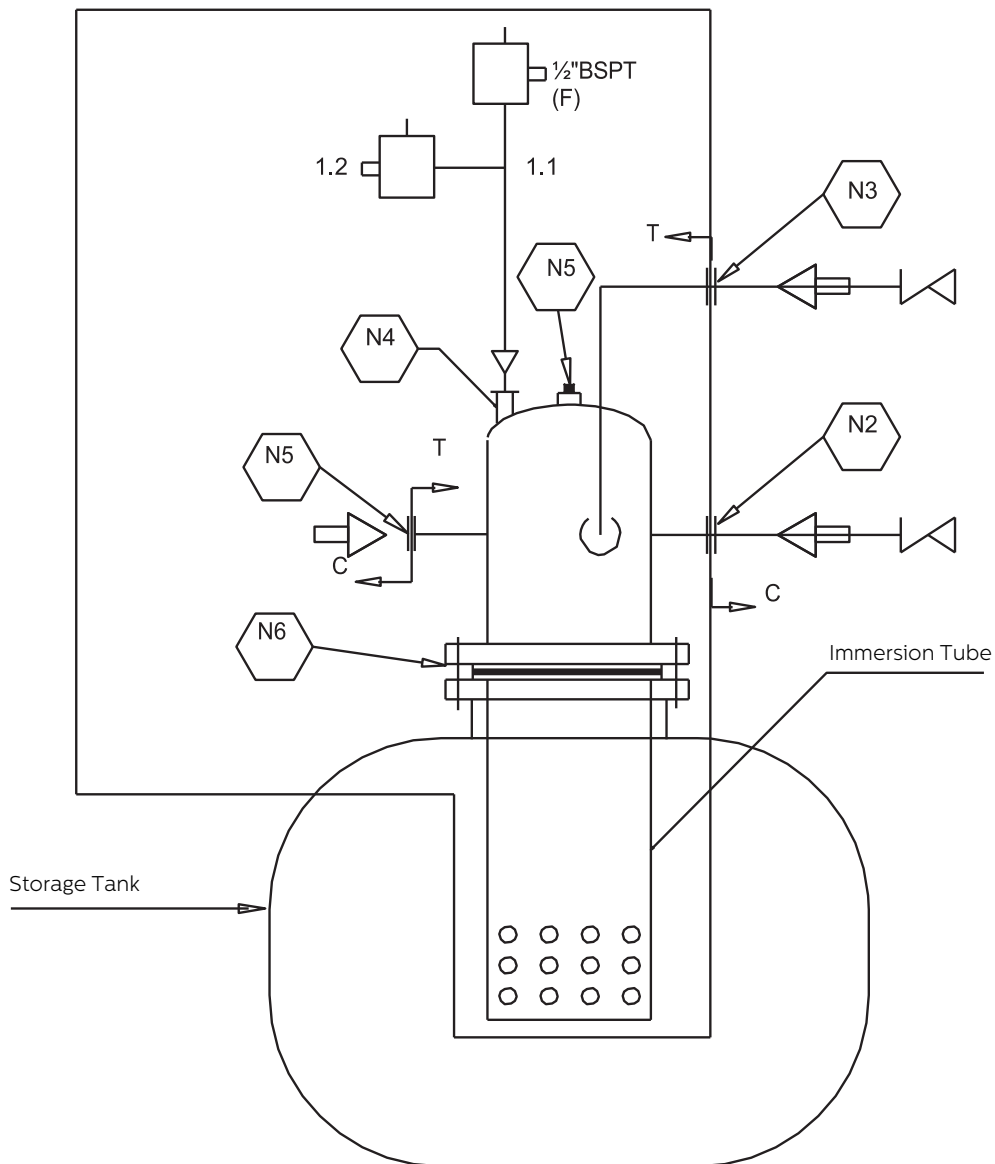 ½"BSPT
(F)
1.2
1.1
N3
T
N5
N4
N2
T
N5
C
C
N6
Immersion Tube
Storage Tank